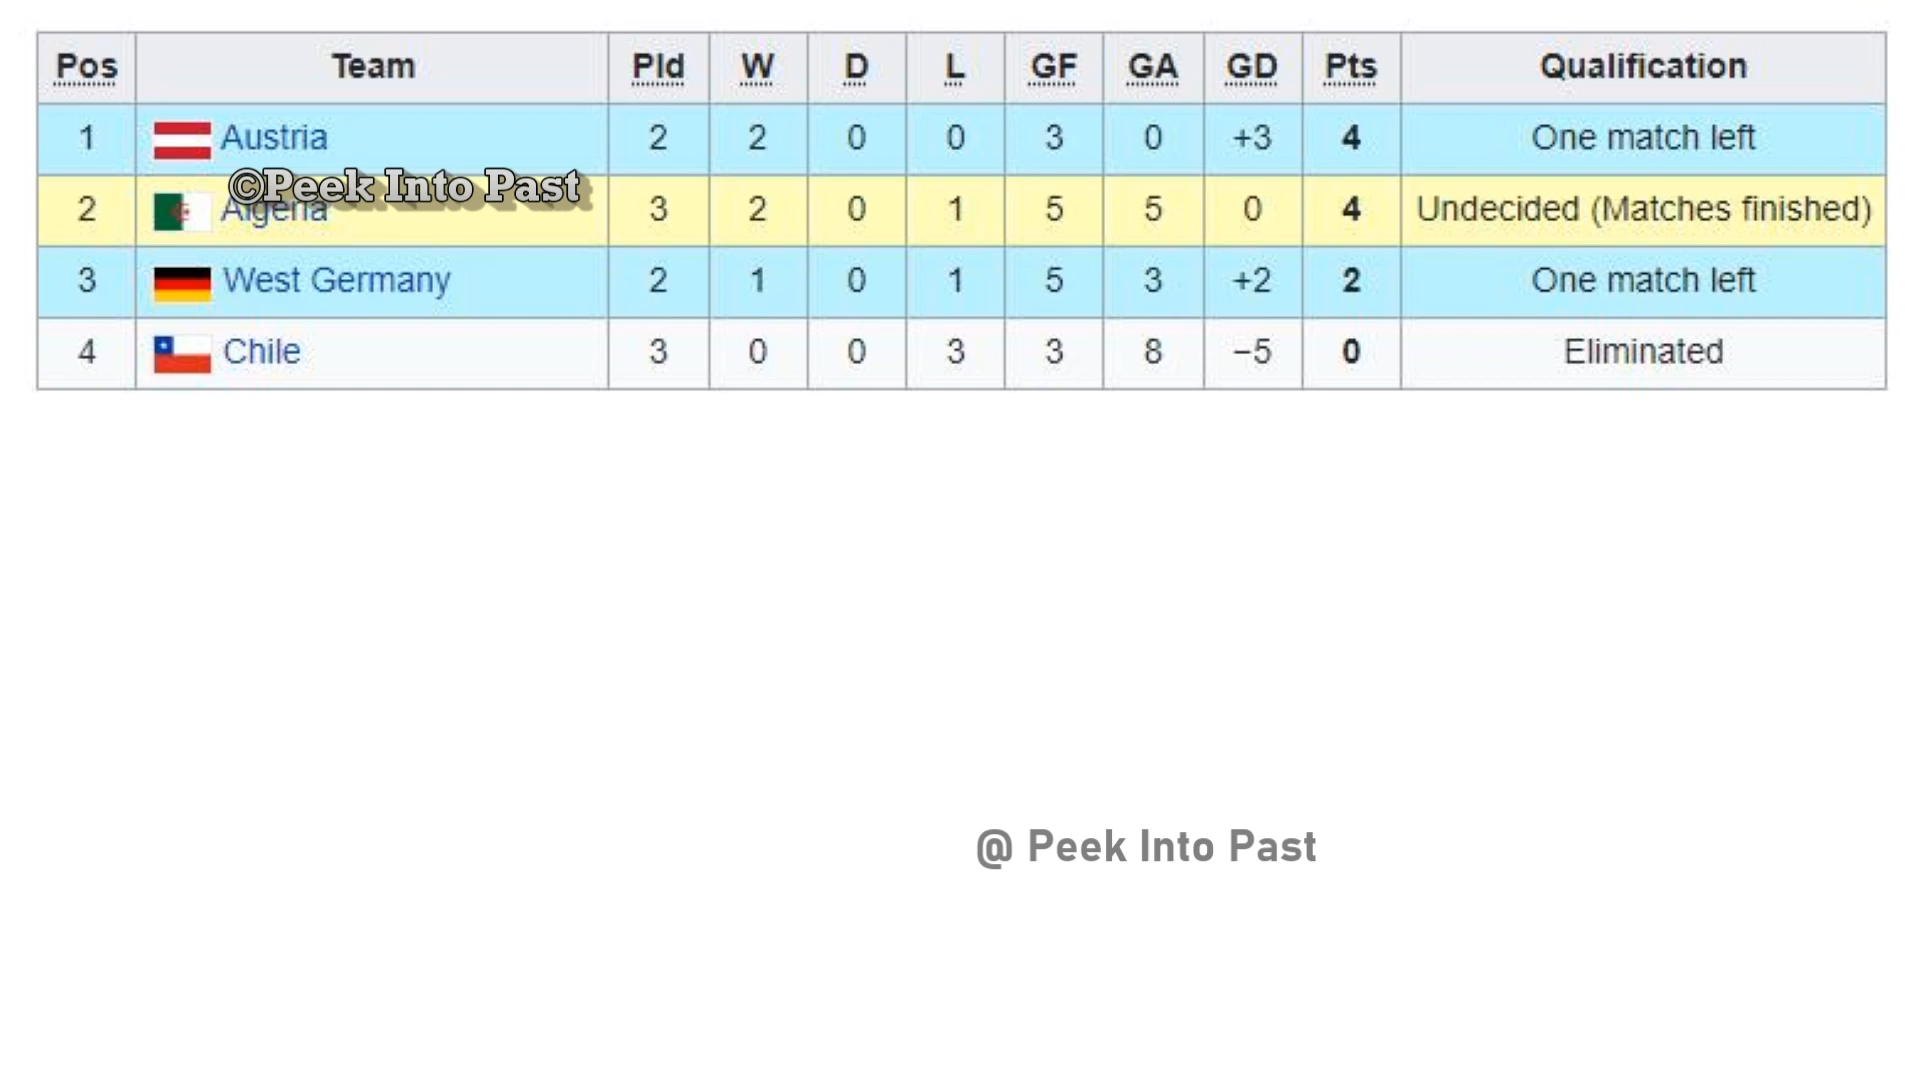 Pos Team Pld W D L GF GA GD Pts Qualification
1 Austria 2 2 0 0 3 0 +3 4 One match left
©Peek Into Past
2 Algeria 3 2 0 1 5 5 0 4 Undecided (Matches finished)
3 West Germany 2 1 0 1 5 3 +2 2 One match left
4 Chile 3 0 0 3 3 8 −5 0 Eliminated
@ Peek Into Past